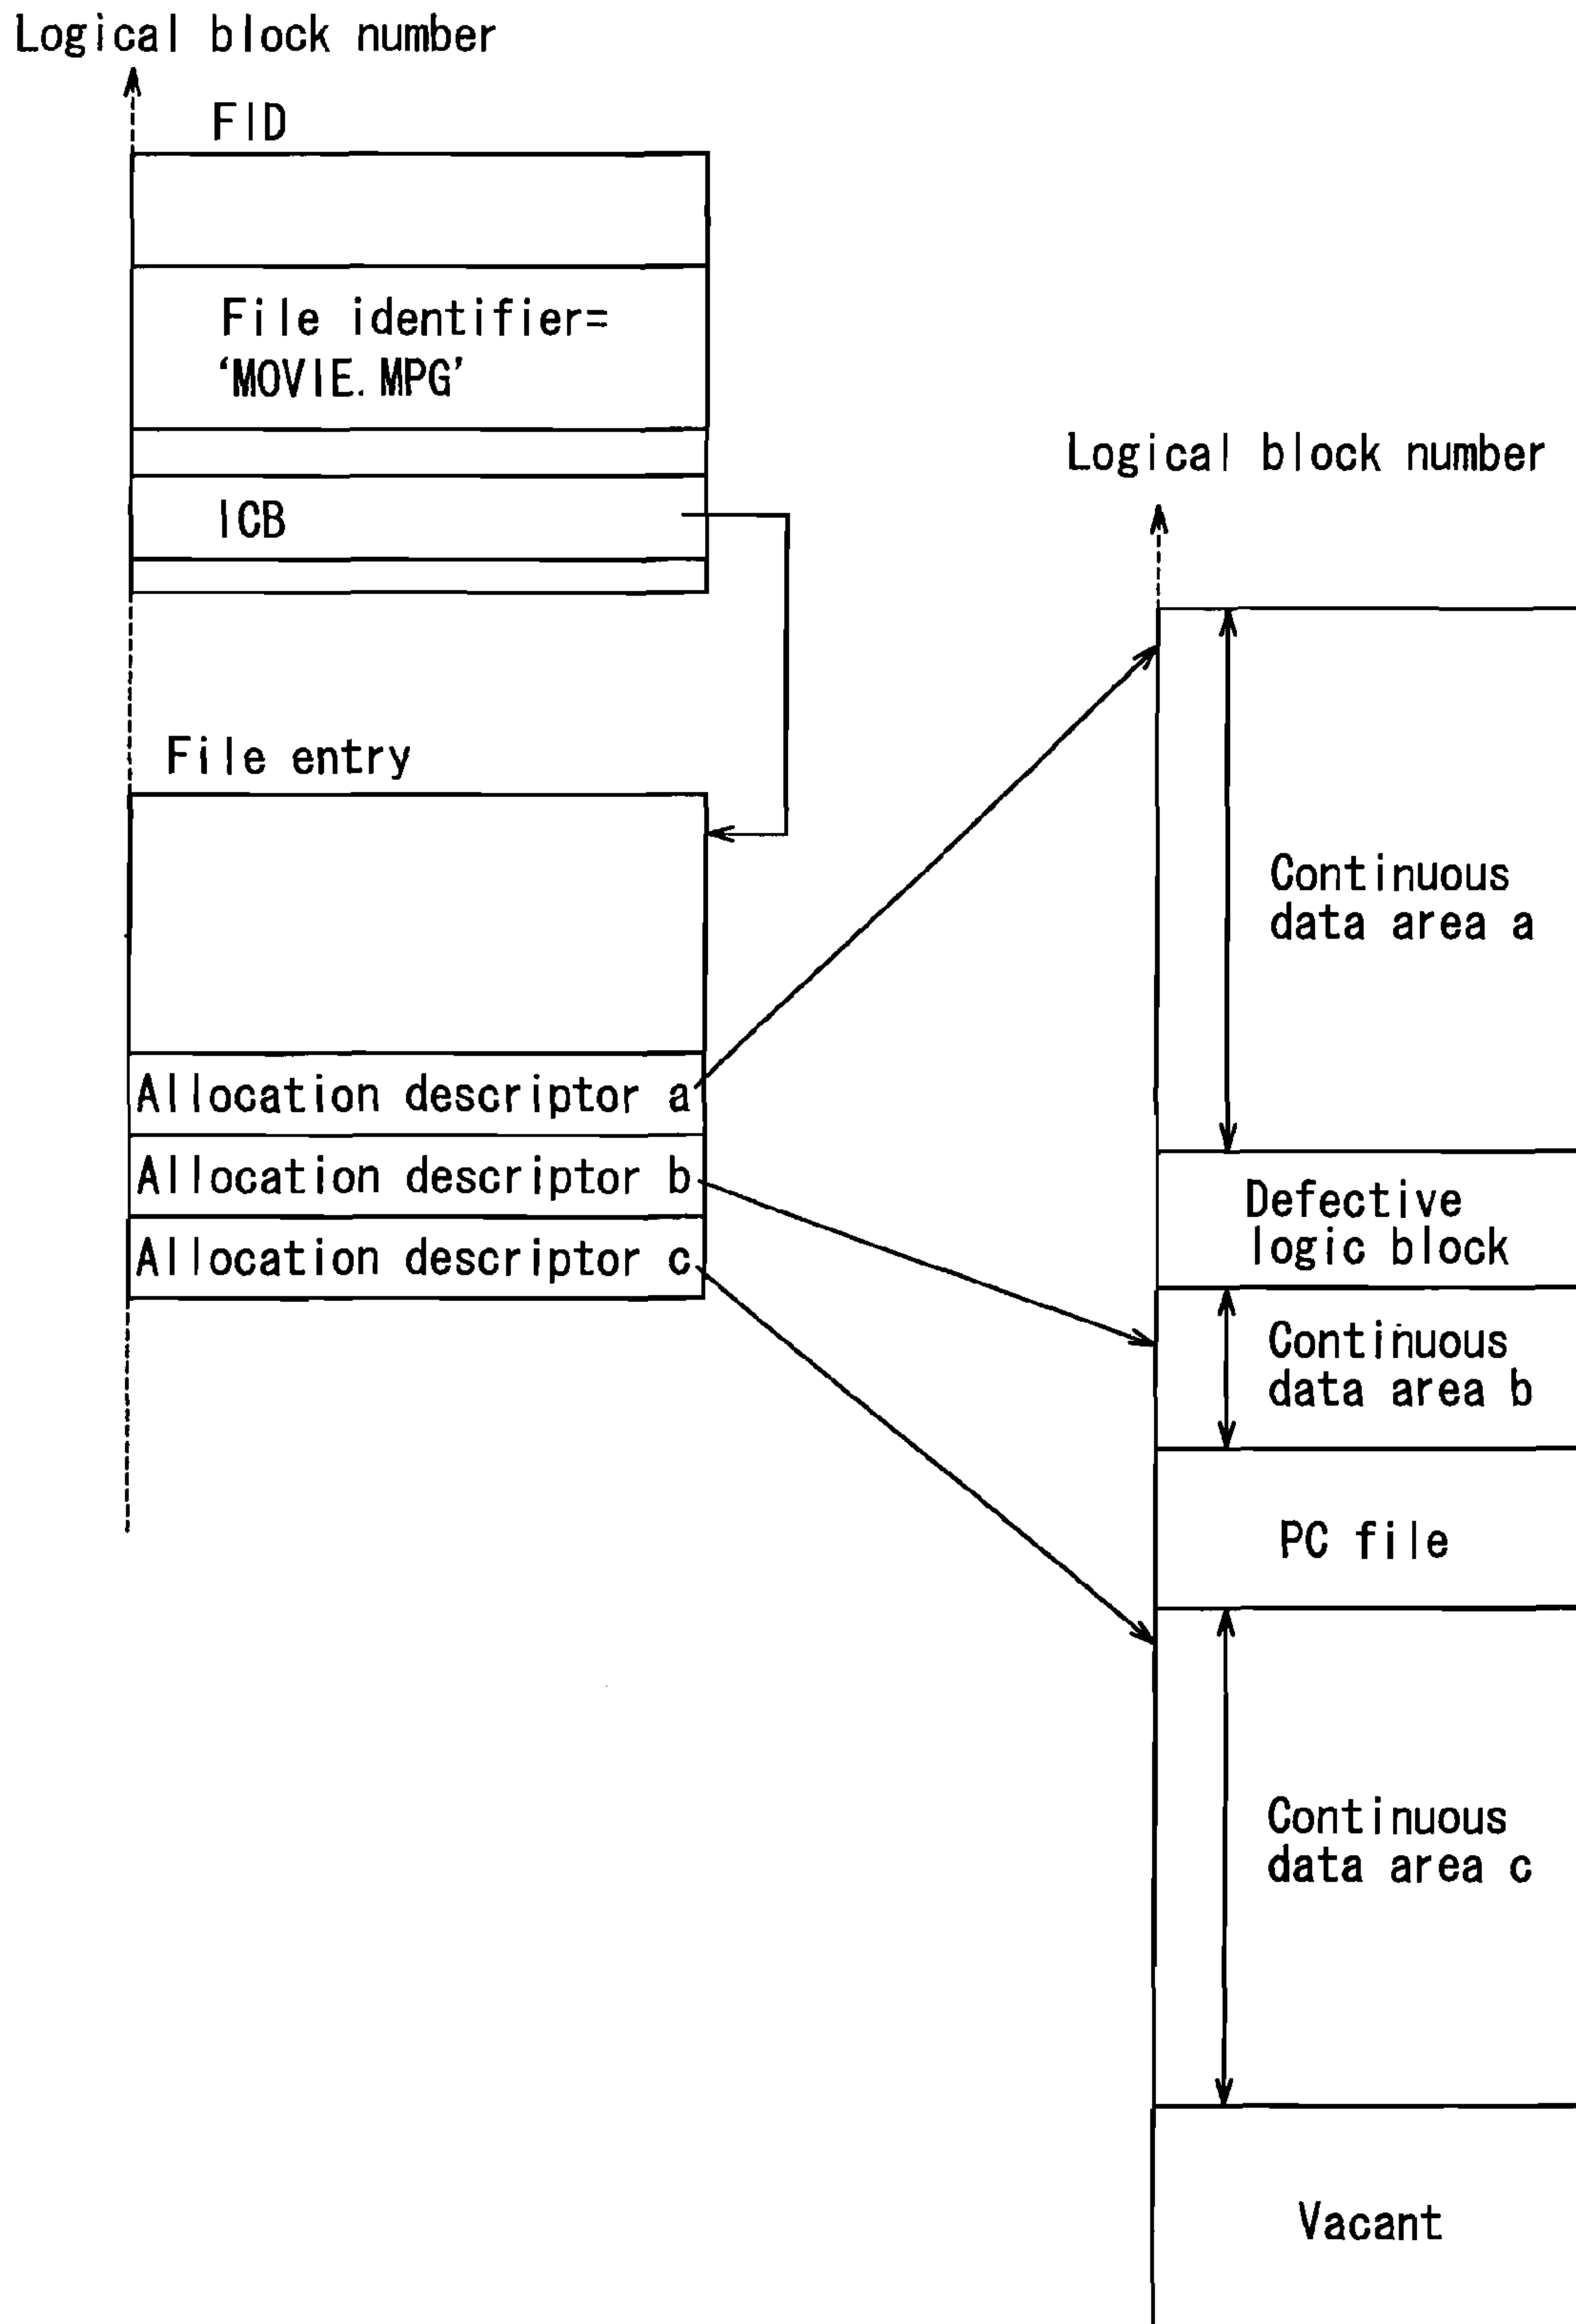 Logical block number
FID
File identifier=
‘MOVIE.MPG’
ICB
File entry
Allocation descriptor a
Allocation descriptor b
Allocation descriptor c
Logical block number
Continuous
data area a
Defective
logic block
Continuous
data area b
PC file
Continuous
data area c
Vacant